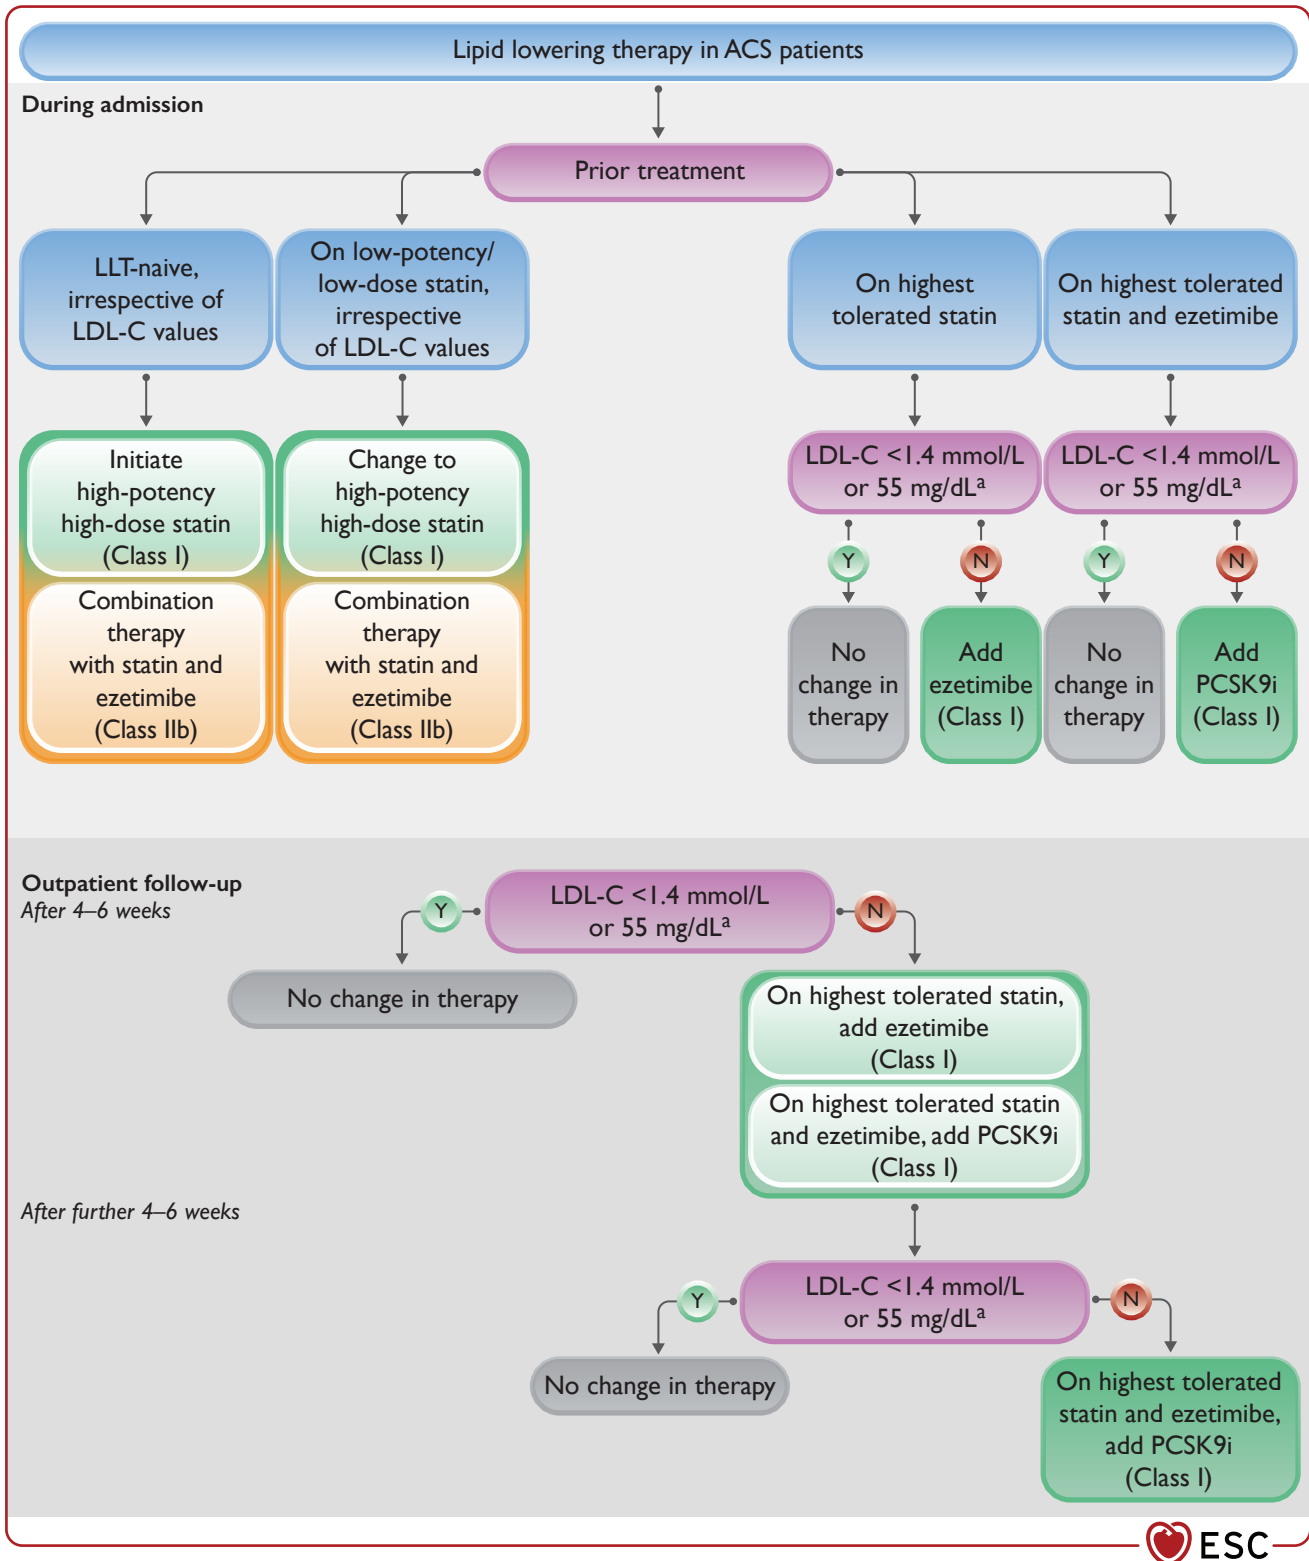 Lipid lowering therapy in ACS patients
During admission
Prior treatment
LLT-naive,
irrespective of
LDL-C values
On low-potency/
low-dose statin,
irrespective
of LDL-C values
On highest
tolerated statin
On highest tolerated
statin and ezetimibe
Initiate
high-potency
high-dose statin
(Class I)
Combination
therapy
with statin and
ezetimibe
(Class IIb)
Change to
high-potency
high-dose statin
(Class I)
Combination
therapy
with statin and
ezetimibe
(Class IIb)
LDL-C <1.4 mmol/L
or 55 mg/dLa
Y
N
No
change in
therapy
Add
ezetimibe
(Class I)
LDL-C <1.4 mmol/L
or 55 mg/dLa
Y
N
No
change in
therapy
Add
PCSK9i
(Class I)
Outpatient follow-up
After 4–6 weeks
LDL-C <1.4 mmol/L
or 55 mg/dLa
Y
N
No change in therapy
On highest tolerated statin,
add ezetimibe
(Class I)
On highest tolerated statin
and ezetimibe, add PCSK9i
(Class I)
After further 4–6 weeks
LDL-C <1.4 mmol/L
or 55 mg/dLa
Y
N
No change in therapy
On highest tolerated
statin and ezetimibe,
add PCSK9i
(Class I)
ESC